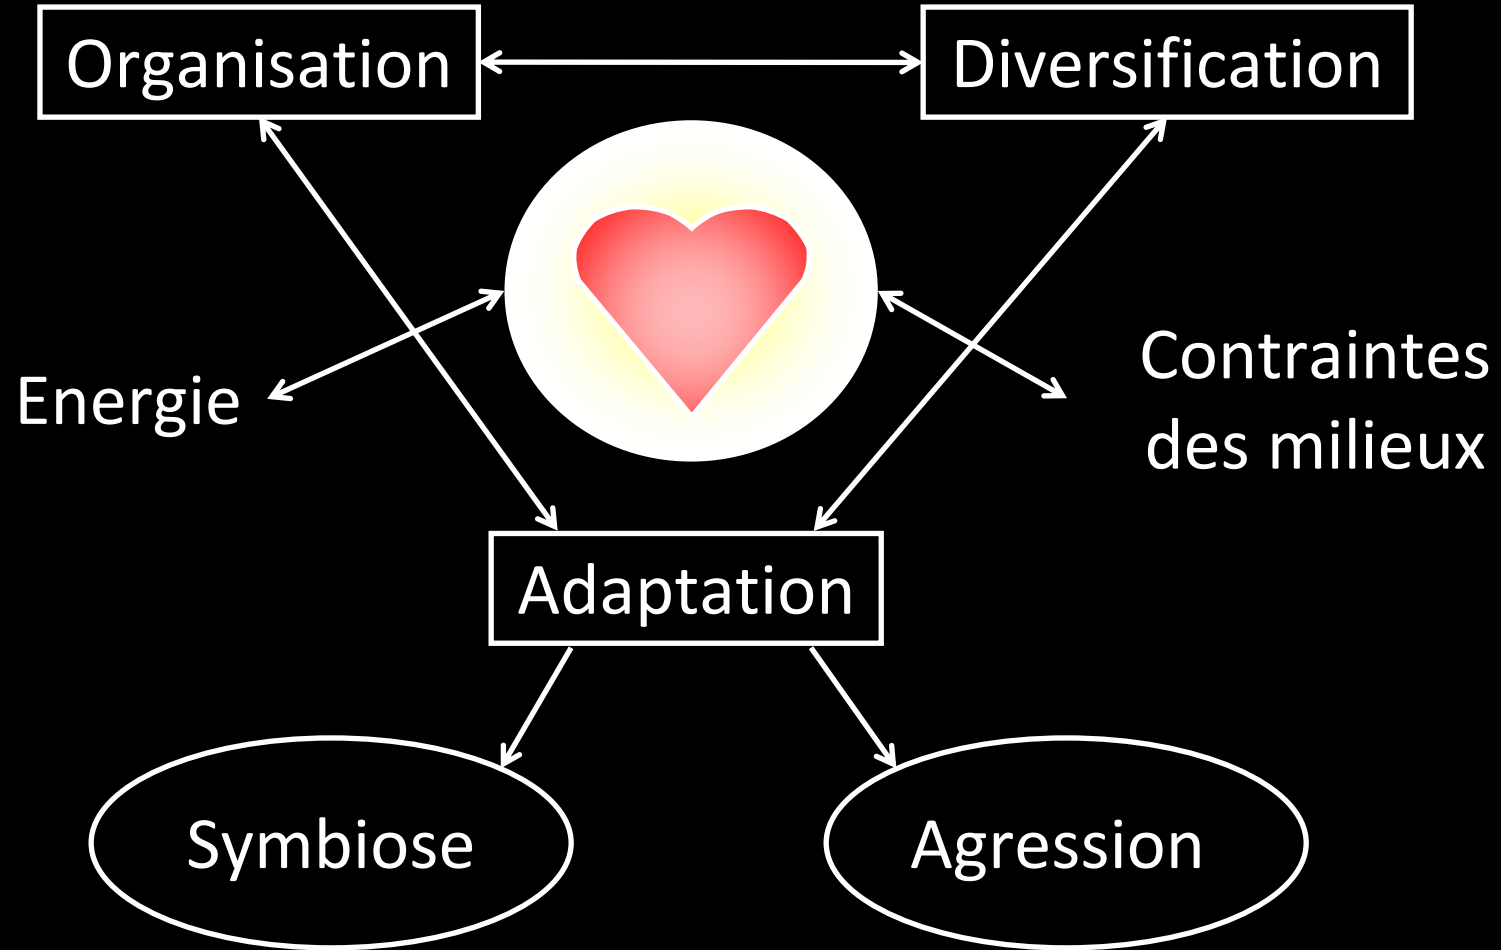 Organisation
Diversification
Energie
Contraintes
des milieux
Adaptation
Symbiose
Agression